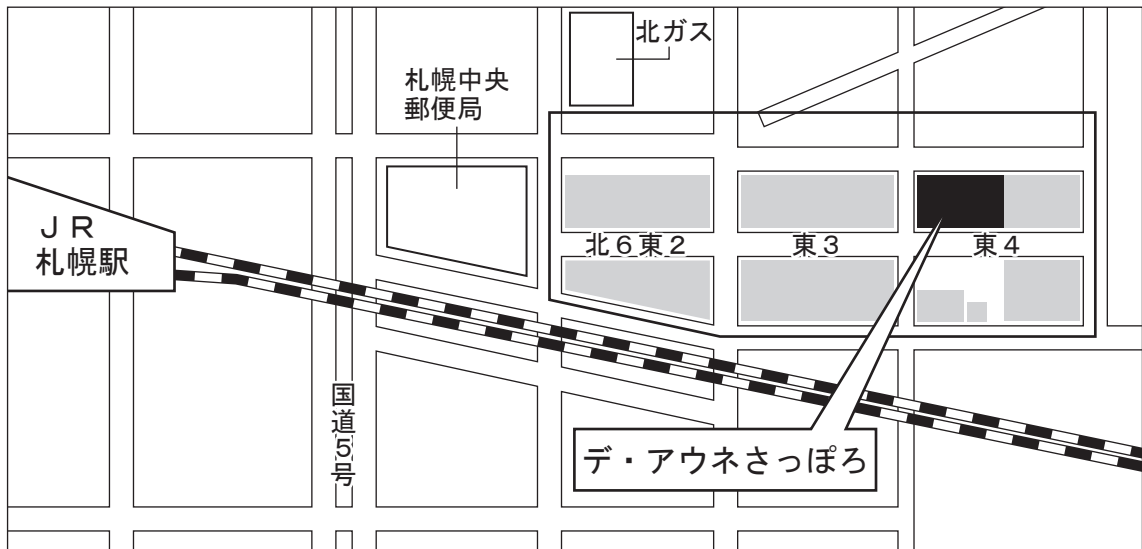 北ガス
札幌中央
郵便局
ＪＲ
札幌駅
北６東２
東３
東４
国道５号
デ・アウネさっぽろ